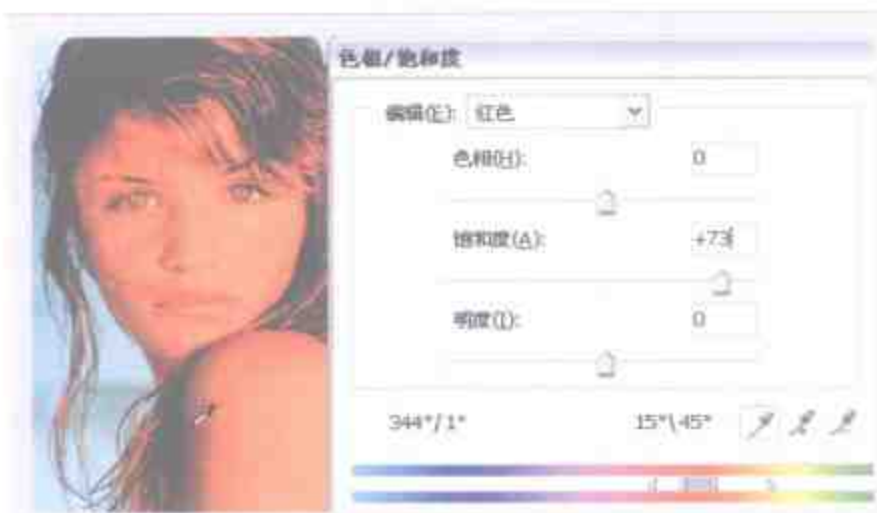 色相/饱和度
编辑(E): 红色
色相(H): 0
饱和度(A): +73
明度(I): 0
344°/1° 15°\45°